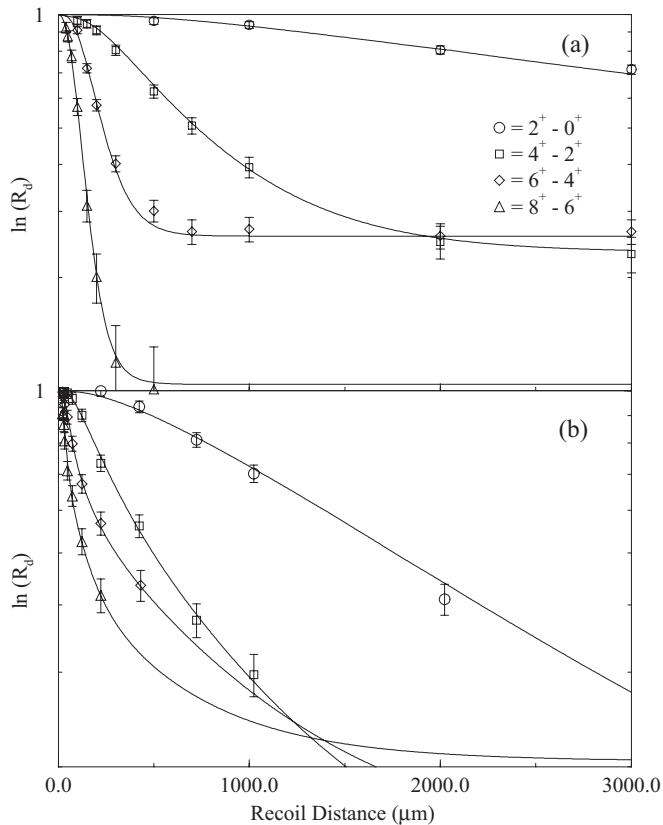 1
(a)
○ = 2⁺ - 0⁺
□ = 4⁺ - 2⁺
◇ = 6⁺ - 4⁺
△ = 8⁺ - 6⁺
ln (R_d)
1
(b)
ln (R_d)
0.0 1000.0 2000.0 3000.0
Recoil Distance (μm)